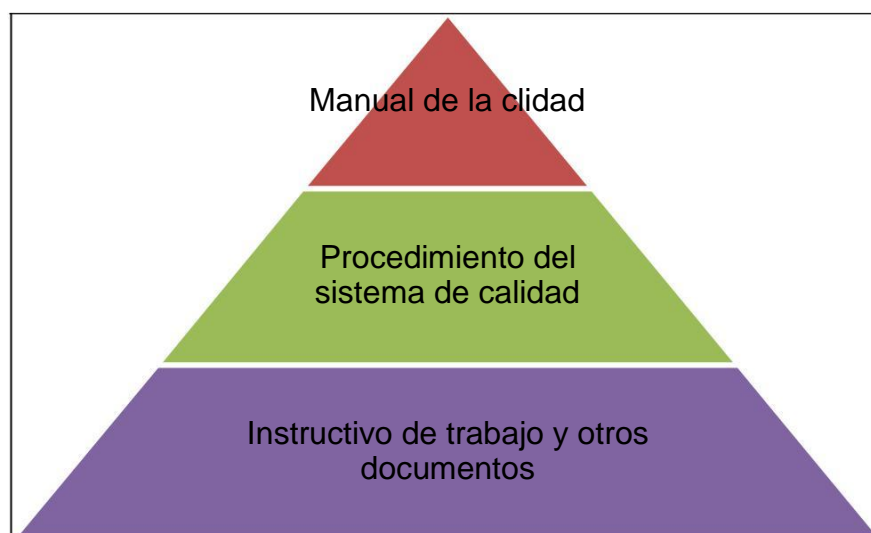 Manual de la clidad
Procedimiento del
sistema de calidad
Instructivo de trabajo y otros
documentos